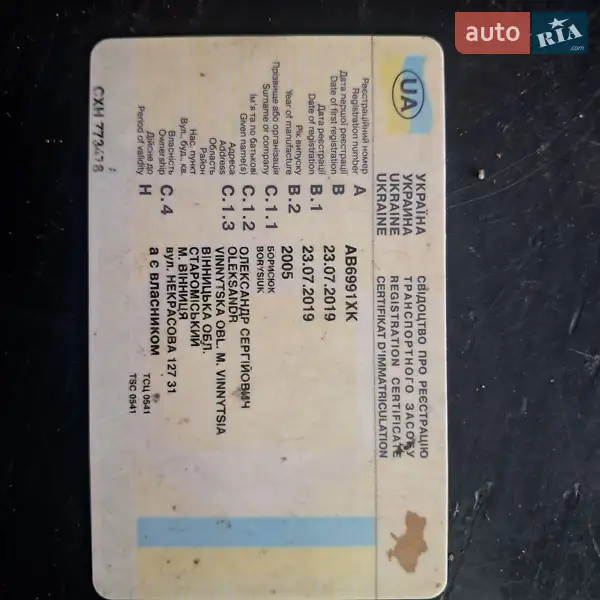 auto RIA.com
UA
УКРАЇНА
УКРАИНА
UKRAINE
UKRAINE
СВІДОЦТВО ПРО РЕЄСТРАЦІЮ
ТРАНСПОРТНОГО ЗАСОБУ
REGISTRATION CERTIFICATE
CERTIFIKAT D'IMMATRICULATION
Реєстраційний номер
Registration number A AB6991XK
Дата першої реєстрації
Date of first registration B 23.07.2019
Дата реєстрації
Date of registration B.1 23.07.2019
Рік випуску
Year of manufacture B.2 2005
Прізвище або організація
Surname or company C.1.1 БОРИСЮК
BORYSIUK
Ім'я та по батькові
Given name(s) C.1.2 ОЛЕКСАНДР СЕРГІЙОВИЧ
OLEKSANDR
Адреса
Address C.1.3 VINNYTSKA OBL. M. VINNYTSIA
Область ВІННИЦЬКА ОБЛ.
Район СТАРОМІСЬКИЙ
Нас. пункт М. ВІННИЦЯ
Вул., буд., кв. ВУЛ. НЕКРАСОВА 127 31
Власність
Ownership C.4 а є власником
Дійсне до
Period of validity H
ТСЦ 0541
TSC 0541
СХН